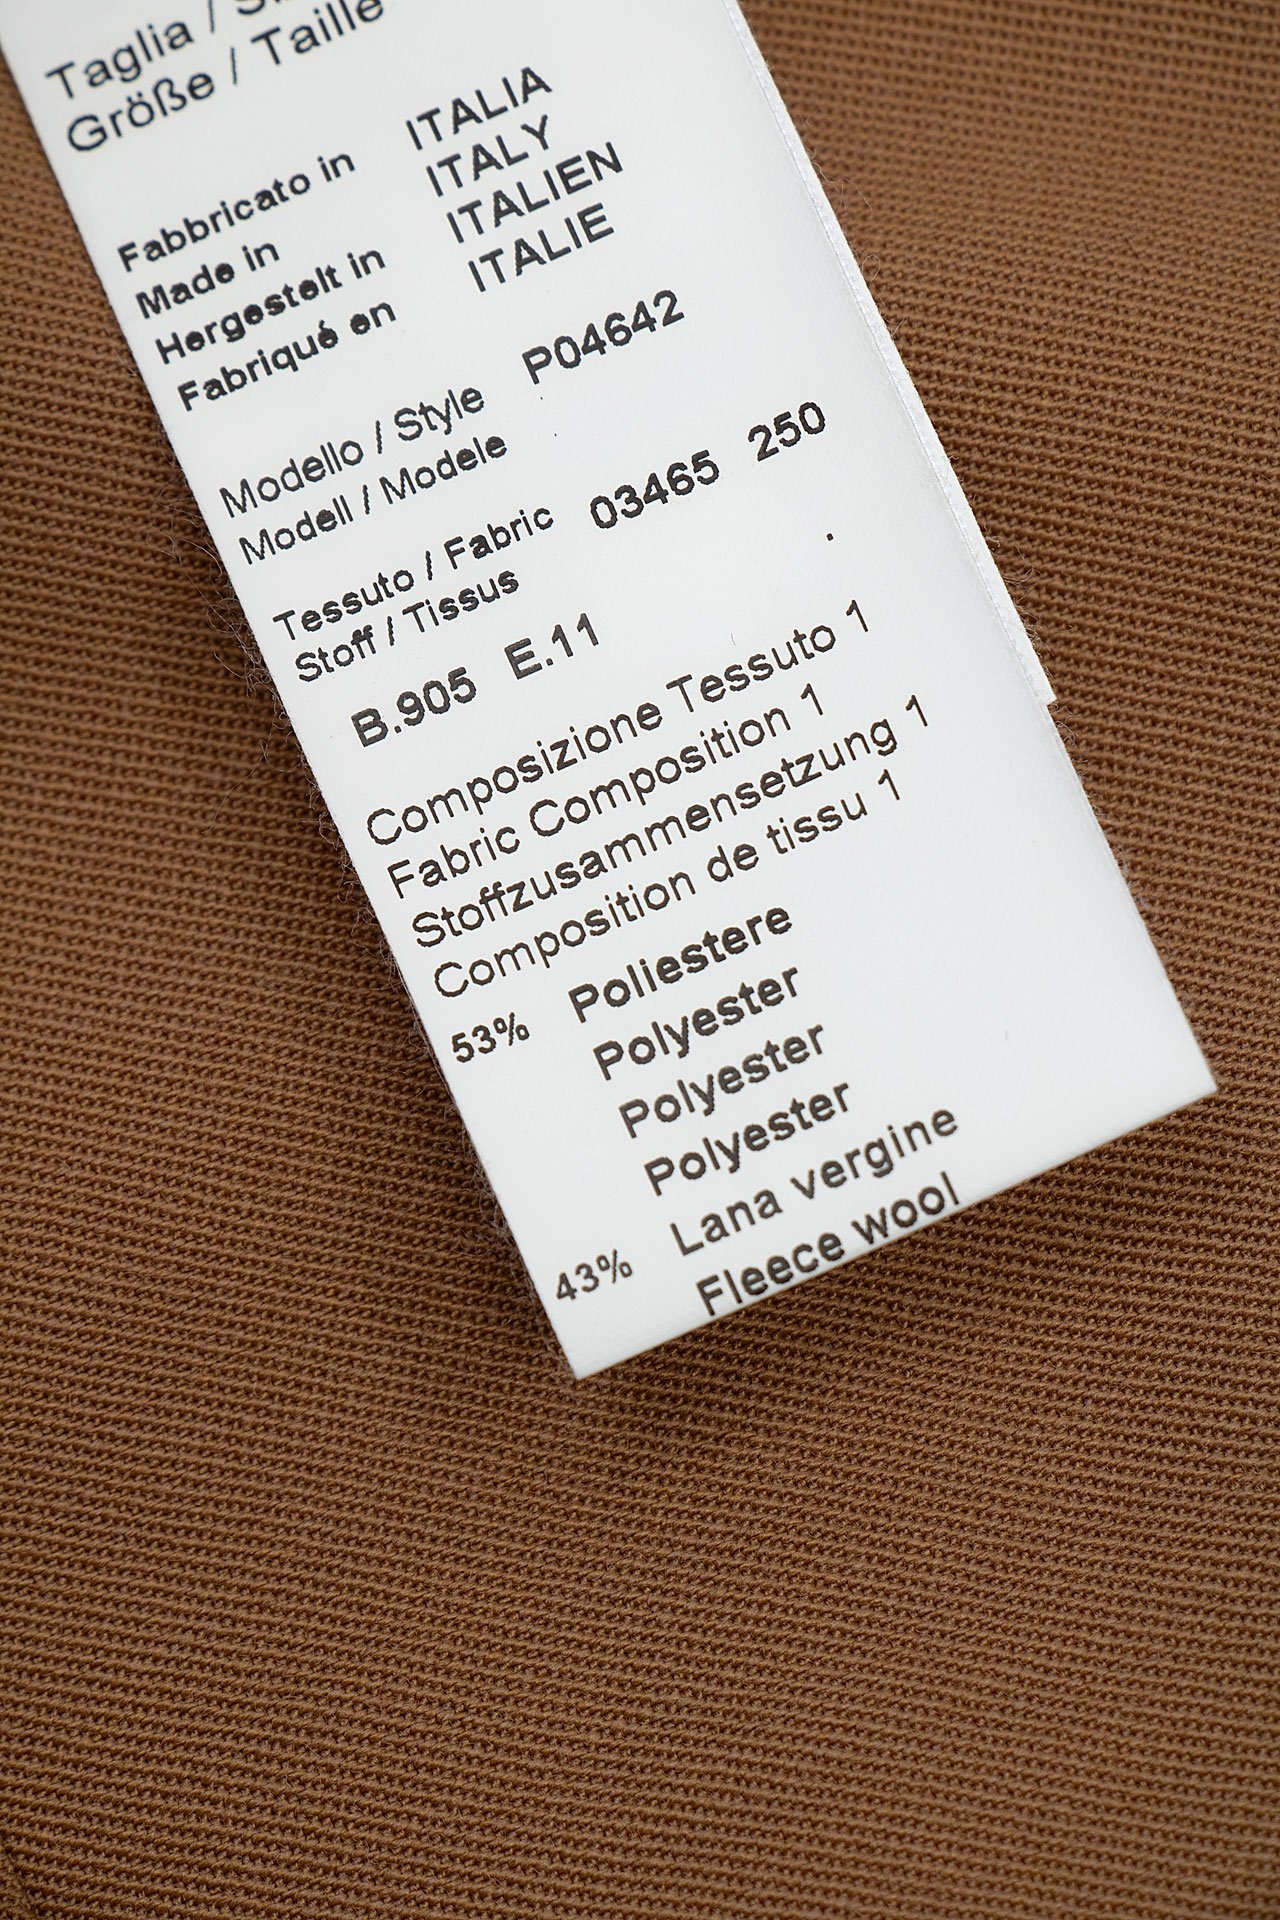 Taglia /
Größe / Taille
Fabbricato in ITALIA
Made in ITALY
Hergestelt in ITALIEN
Fabriqué en ITALIE
Modello / Style P04642
Modell / Modele
Tessuto / Fabric 03465 250
Stoff / Tissus
B.905 E.11
Composizione Tessuto 1
Fabric Composition 1
Stoffzusammensetzung 1
Composition de tissu 1
53% Poliestere
Polyester
Polyester
Polyester
43% Lana vergine
Fleece wool